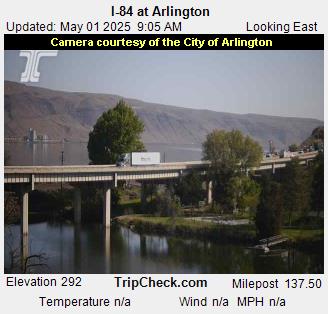 I-84 at Arlington
Updated: May 01 2025 9:05 AM Looking East
Camera courtesy of the City of Arlington
Elevation 292 TripCheck.com Milepost 137.50
Temperature n/a Wind n/a MPH n/a